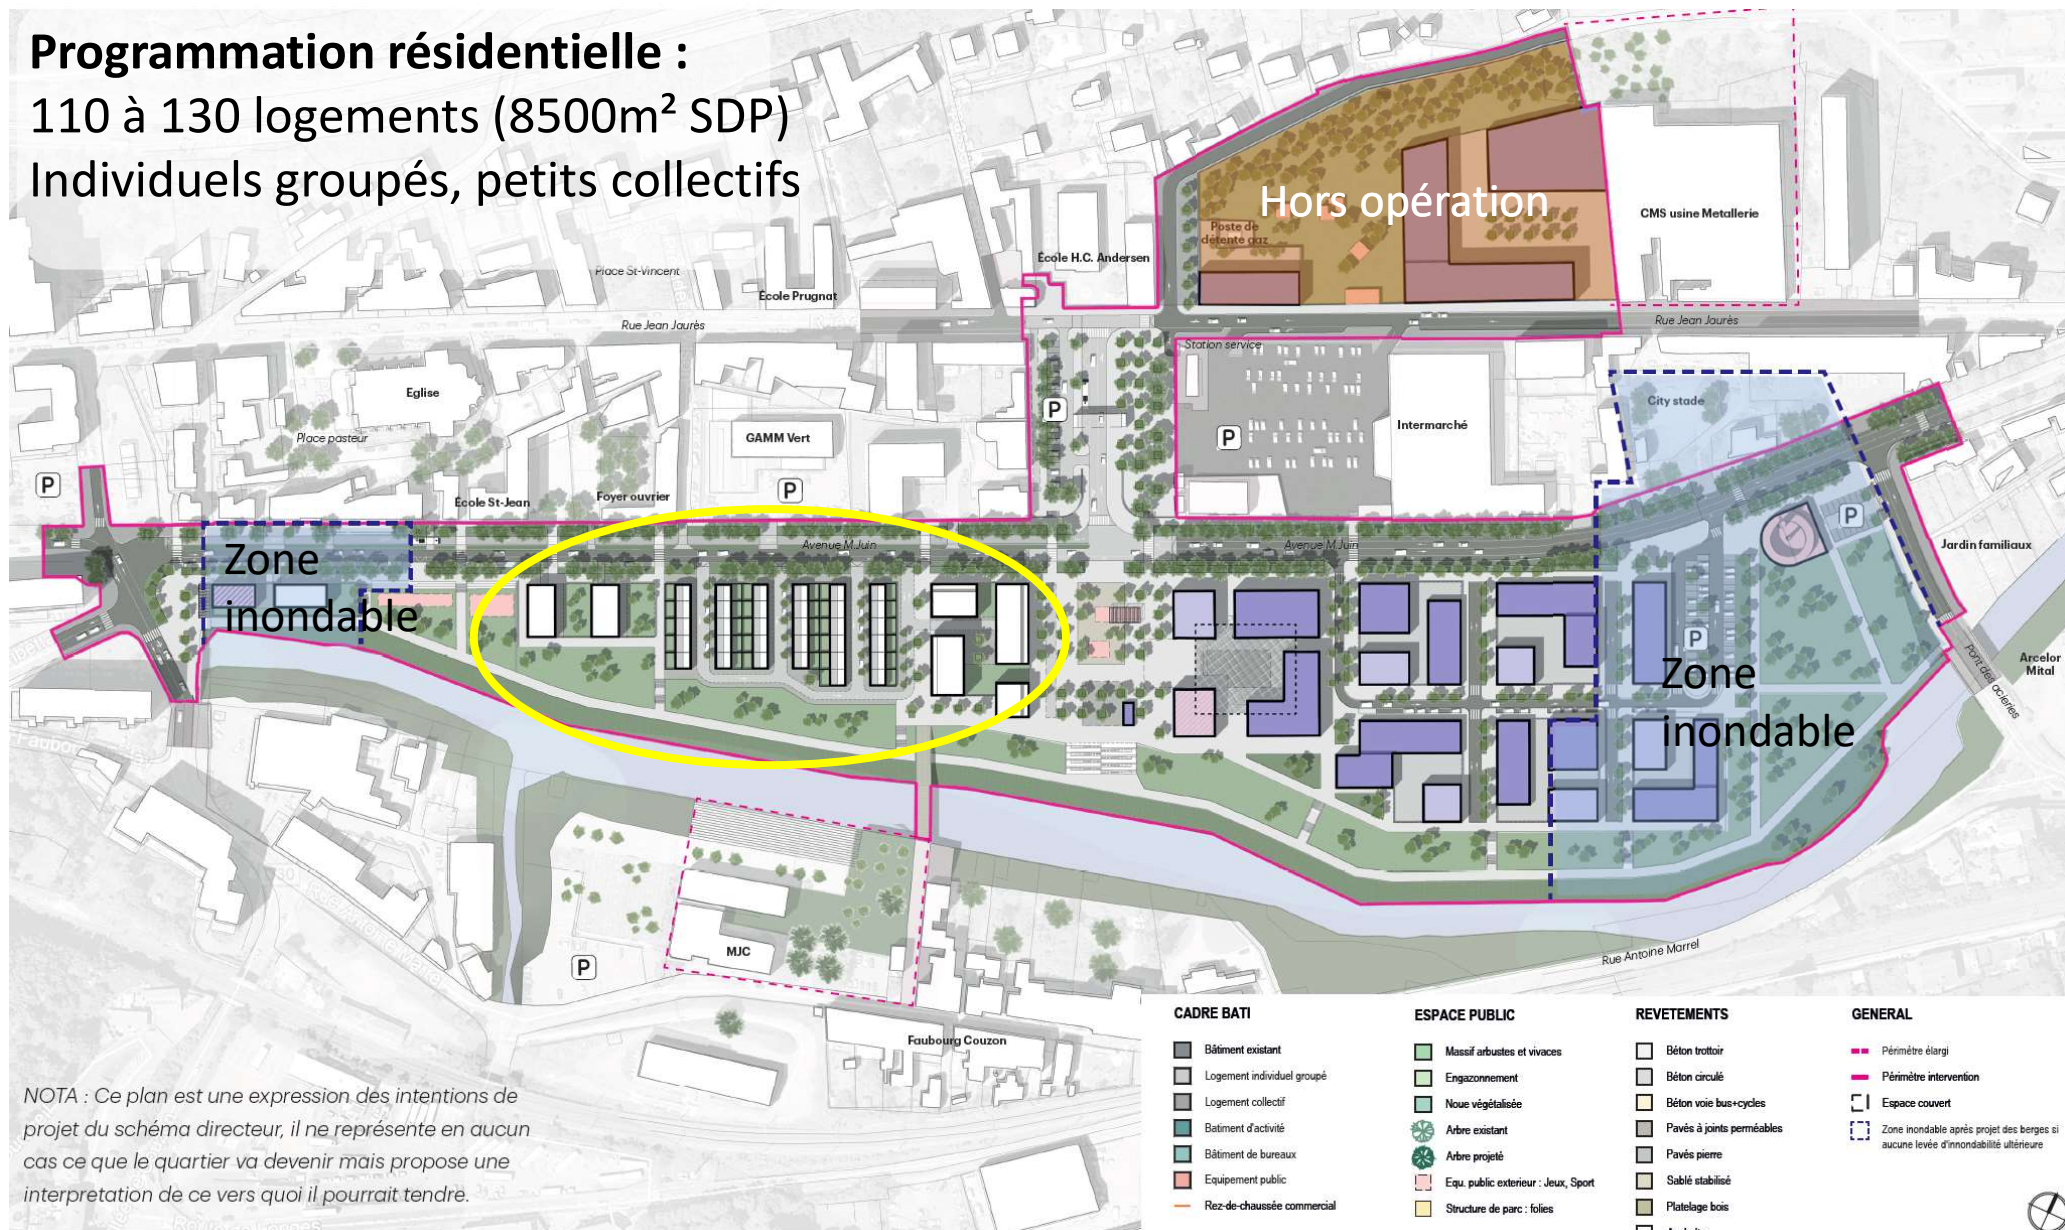 Programmation résidentielle :
110 à 130 logements (8500m² SDP)
Individuels groupés, petits collectifs
Hors opération
Poste de
détente gaz
CMS usine Metallerie
École H.C. Andersen
Place St-Vincent
École Prugnat
Rue Jean Jaurès
Rue Jean Jaurès
Station service
Eglise
City stade
P
Intermarché
Place pasteur
GAMM Vert
P
P
École St-Jean
Foyer ouvrier
P
P
Avenue M.Juin
Avenue M.Juin
Jardin familiaux
Zone
inondable
P
Zone
inondable
Pont des acieries
Arcelor
Mital
MJC
P
Rue Antoine Marrel
Faubourg Couzon
NOTA : Ce plan est une expression des intentions de
projet du schéma directeur, il ne représente en aucun
cas ce que le quartier va devenir mais propose une
interpretation de ce vers quoi il pourrait tendre.
CADRE BATI
Bâtiment existant
Logement individuel groupé
Logement collectif
Batiment d'activité
Bâtiment de bureaux
Equipement public
Rez-de-chaussée commercial
ESPACE PUBLIC
Massif arbustes et vivaces
Engazonnement
Noue végétalisée
Arbre existant
Arbre projeté
Equ. public exterieur : Jeux, Sport
Structure de parc : folies
REVETEMENTS
Béton trottoir
Béton circulé
Béton voie bus+cycles
Pavés à joints perméables
Pavés pierre
Sablé stabilisé
Platelage bois
GENERAL
Périmètre élargi
Périmètre intervention
Espace couvert
Zone inondable après projet des berges si
aucune levée d'innondabilité ultérieure